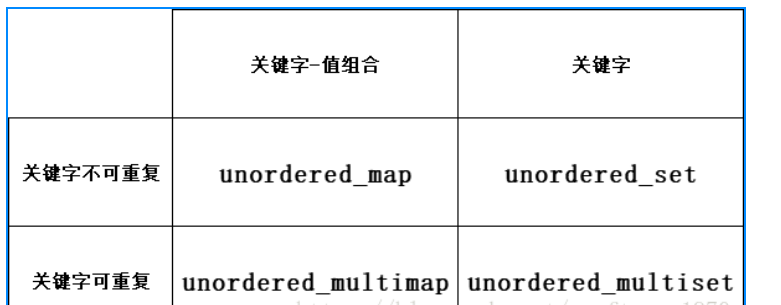 关键字-值组合 关键字
关键字不可重复 unordered_map unordered_set
关键字可重复 unordered_multimap unordered_multiset